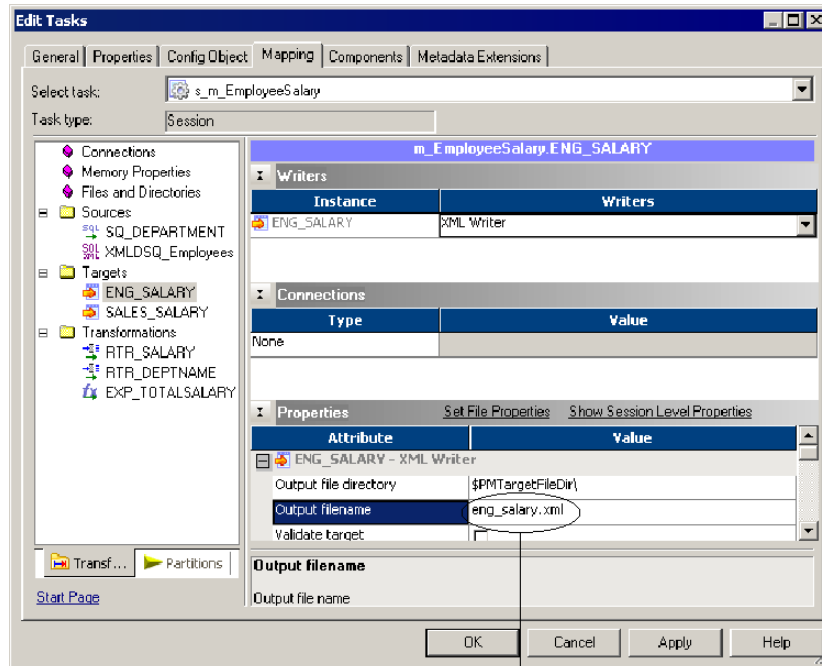 Edit Tasks
General Properties Config Object Mapping Components Metadata Extensions
Select task: s_m_EmployeeSalary
Task type: Session
Connections
Memory Properties
Files and Directories
Sources
SQ_DEPARTMENT
XMLDSQ_Employees
Targets
ENG_SALARY
SALES_SALARY
Transformations
RTR_SALARY
RTR_DEPTNAME
EXP_TOTALSALARY
Transf... Partitions
Start Page
m_EmployeeSalary.ENG_SALARY
Writers
Instance Writers
ENG_SALARY XML Writer
Connections
Type Value
None
Properties Set File Properties Show Session Level Properties
Attribute Value
ENG_SALARY - XML Writer
Output file directory $PMTargetFileDir\
Output filename eng_salary.xml
Validate target
Output filename
Output file name
OK Cancel Apply Help